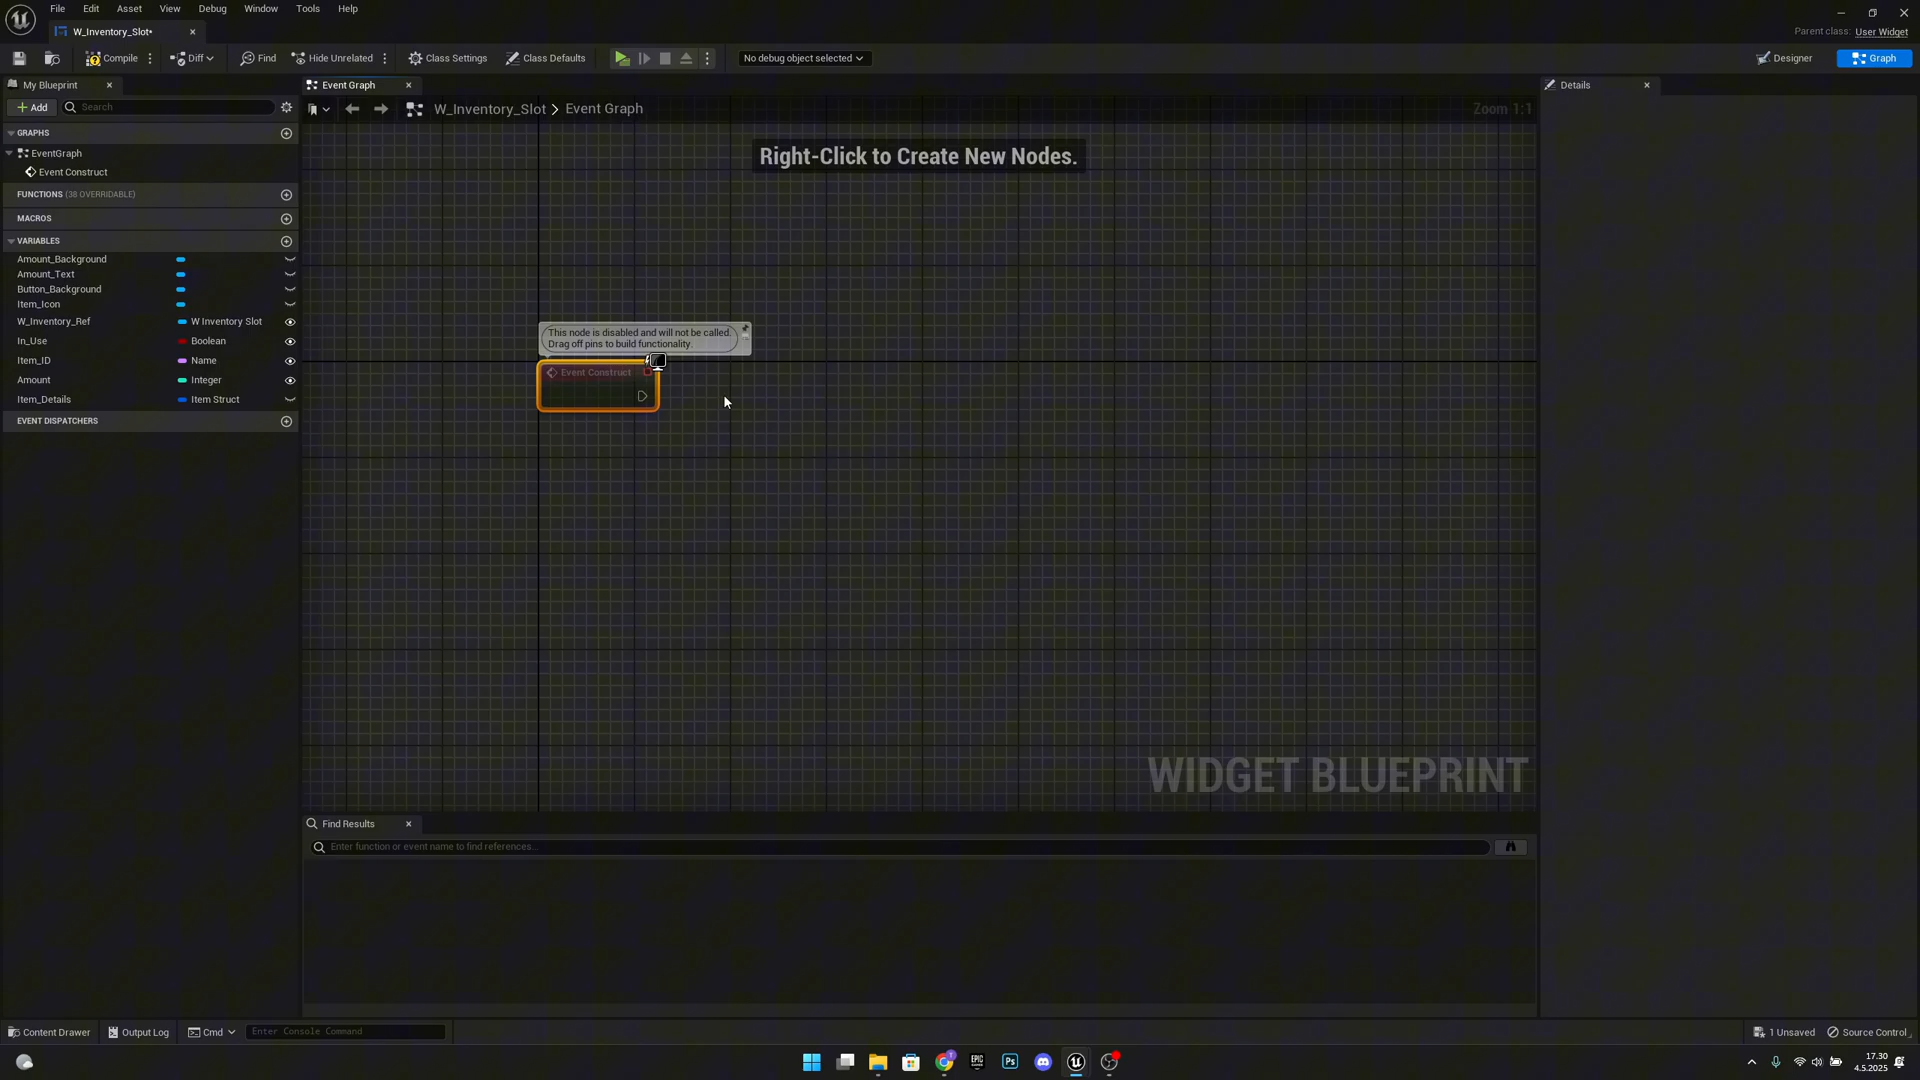 File Edit Asset View Debug Window Tools Help
W_Inventory_Slot•
Parent class: User Widget
Compile Diff Find Hide Unrelated Class Settings Class Defaults No debug object selected Designer Graph
My Blueprint Event Graph Details
Add Search W_Inventory_Slot > Event Graph Zoom 1:1
GRAPHS
EventGraph
Event Construct
FUNCTIONS (38 OVERRIDABLE)
MACROS
VARIABLES
Amount_Background
Amount_Text
Button_Background
Item_Icon
W_Inventory_Ref W Inventory Slot
In_Use Boolean
Item_ID Name
Amount Integer
Item_Details Item Struct
EVENT DISPATCHERS
Right-Click to Create New Nodes.
This node is disabled and will not be called.
Drag off pins to build functionality.
Event Construct
WIDGET BLUEPRINT
Find Results
Enter function or event name to find references...
Content Drawer Output Log Cmd Enter Console Command 1 Unsaved Source Control
Ps
EPIC GAMES
17.30
4.5.2025